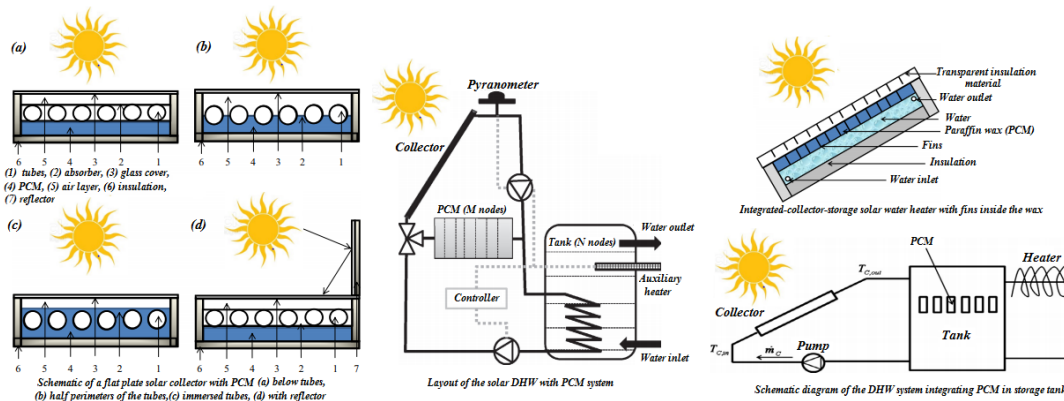 (a)
6
5
4
3
2
1
(1) tubes, (2) absorber, (3) glass cover,
(4) PCM, (5) air layer, (6) insulation,
(7) reflector
(b)
6
5
4
3
2
1
(c)
6
5
4
3
2
1
(d)
6
5
4
3
2
1
7
Schematic of a flat plate solar collector with PCM (a) below tubes,
(b) half perimeters of the tubes,(c) immersed tubes, (d) with reflector
Pyranometer
Collector
PCM (M nodes)
Tank (N nodes)
Water outlet
Auxiliary
heater
Controller
Water inlet
Layout of the solar DHW with PCM system
Transparent insulation
material
Water outlet
Water
Paraffin wax (PCM)
Fins
Insulation
Water inlet
Integrated-collector-storage solar water heater with fins inside the wax
PCM
Heater
T_C,out
Collector
Tank
T_C,in
ṁ_C
Pump
Schematic diagram of the DHW system integrating PCM in storage tank